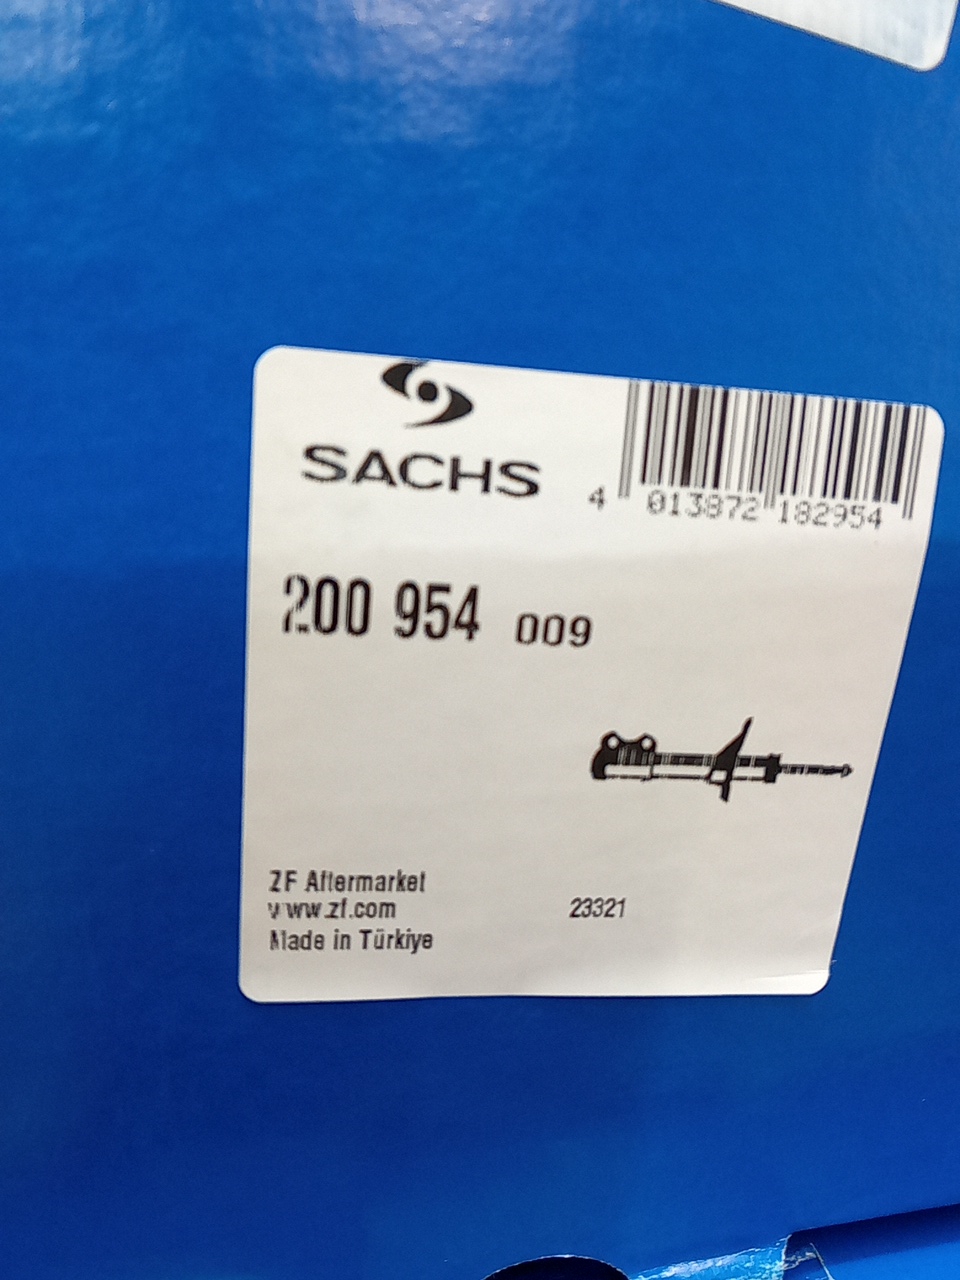 SACHS
4 013872 182954
200 954 009
ZF Aftermarket
www.zf.com
23321
Made in Türkiye